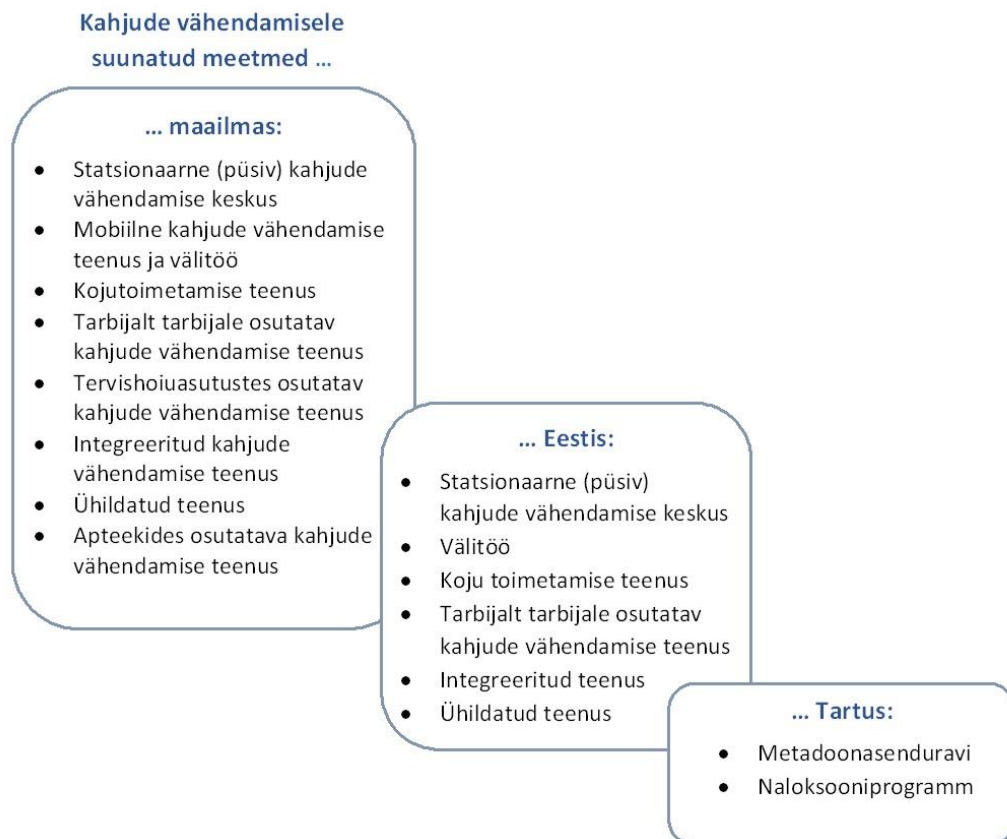 Kahjude vähendamisele
suunatud meetmed ...
... maailmas:
• Statsionaarne (püsiv) kahjude
vähendamise keskus
• Mobiilne kahjude vähendamise
teenus ja välitöö
• Kojutoimetamise teenus
• Tarbijalt tarbijale osutatav
kahjude vähendamise teenus
• Tervishoiuasutustes osutatav
kahjude vähendamise teenus
• Integreeritud kahjude
vähendamise teenus
• Ühildatud teenus
• Apteekides osutatava kahjude
vähendamise teenus
... Eestis:
• Statsionaarne (püsiv)
kahjude vähendamise keskus
• Välitöö
• Koju toimetamise teenus
• Tarbijalt tarbijale osutatav
kahjude vähendamise teenus
• Integreeritud teenus
• Ühildatud teenus
... Tartus:
• Metadoonasenduravi
• Naloksooniprogramm